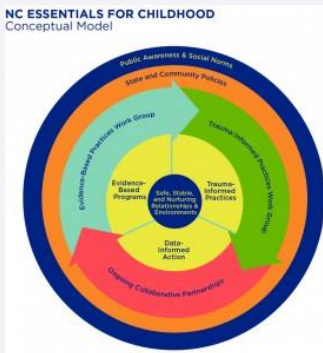 NC ESSENTIALS FOR CHILDHOOD
Conceptual Model
Public Awareness & Social Norms
State and Community Policies
Evidence-Based Practices Work Group
Trauma-Informed Practices Work Group
Evidence-
Based
Programs
Safe, Stable,
and Nurturing
Relationships &
Environments
Trauma-
Informed
Practices
Data-
Informed
Action
Ongoing Collaborative Partnerships